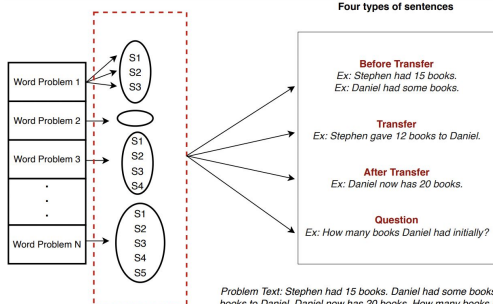 Four types of sentences
Word Problem 1
Word Problem 2
Word Problem 3
.
.
.
Word Problem N
S1
S2
S3
S1
S2
S3
S4
S1
S2
S3
S4
S5
Before Transfer
Ex: Stephen had 15 books.
Ex: Daniel had some books.
Transfer
Ex: Stephen gave 12 books to Daniel.
After Transfer
Ex: Daniel now has 20 books.
Question
Ex: How many books Daniel had initially?
Problem Text: Stephen had 15 books. Daniel had some books
books to Daniel. Daniel now has 20 books. How many books